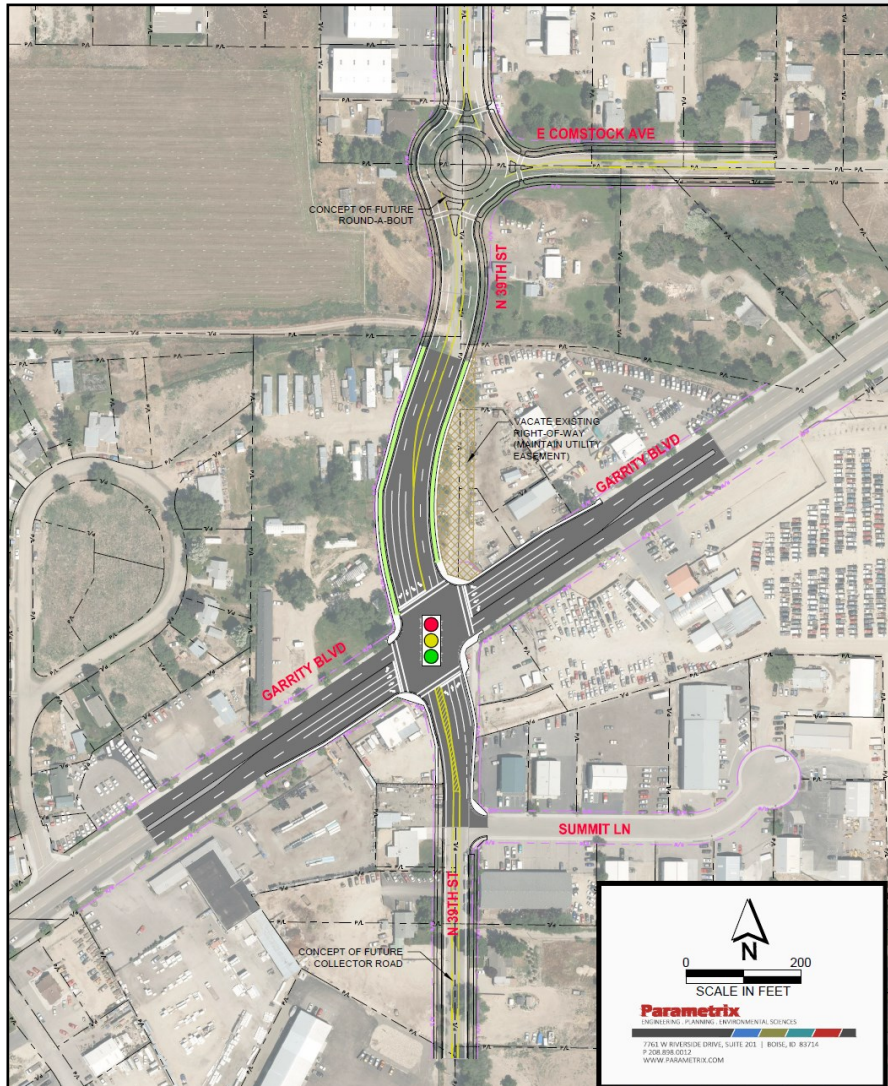 E COMSTOCK AVE
CONCEPT OF FUTURE
ROUND-A-BOUT
N 39TH ST
VACATE EXISTING
RIGHT-OF-WAY
(MAINTAIN UTILITY
EASEMENT)
GARRITY BLVD
GARRITY BLVD
SUMMIT LN
N 39TH ST
CONCEPT OF FUTURE
COLLECTOR ROAD
N
0 200
SCALE IN FEET
Parametrix
ENGINEERING . PLANNING . ENVIRONMENTAL SCIENCES
7761 W RIVERSIDE DRIVE, SUITE 201 | BOISE, ID 83714
P 208.898.0012
WWW.PARAMETRIX.COM